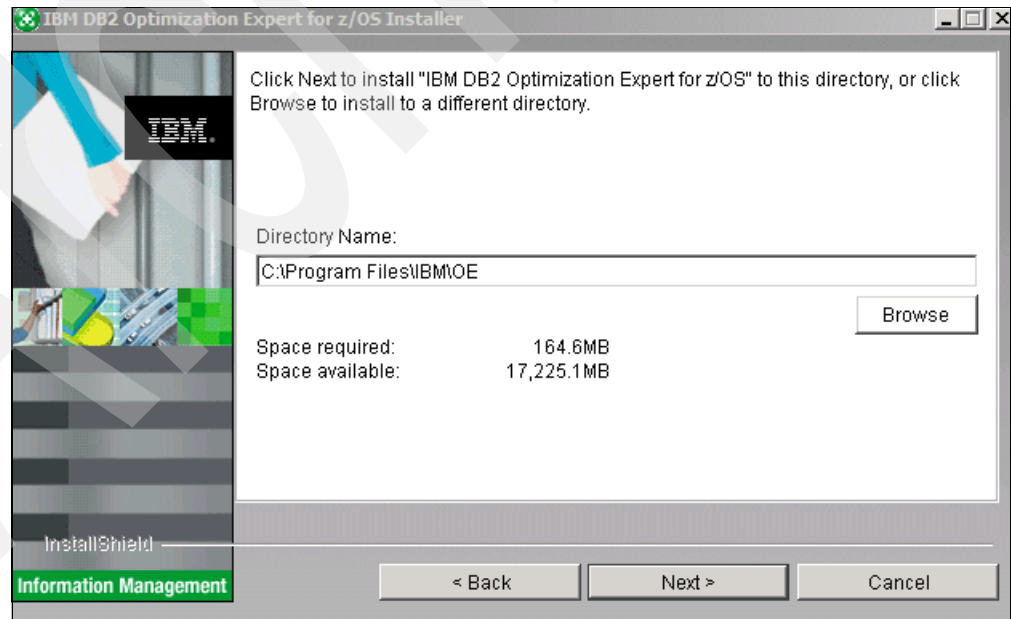 IBM DB2 Optimization Expert for z/OS Installer
IBM.
Click Next to install "IBM DB2 Optimization Expert for z/OS" to this directory, or click
Browse to install to a different directory.
Directory Name:
C:\Program Files\IBM\OE
Browse
Space required: 164.6MB
Space available: 17,225.1MB
InstallShield
Information Management
< Back
Next >
Cancel